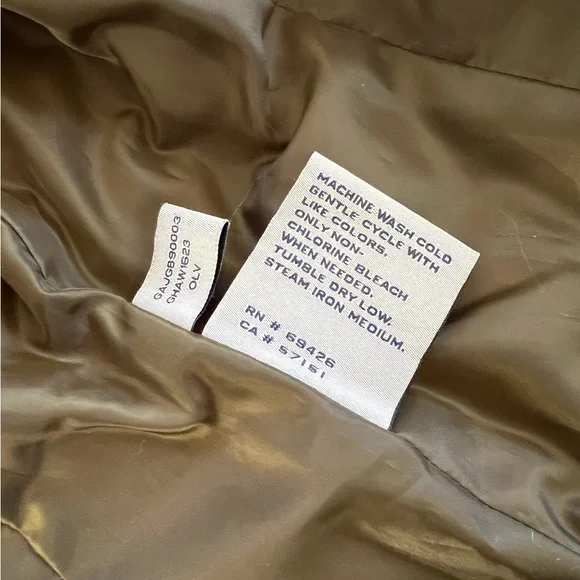 GAJG890003
GHAW1623
OLV
MACHINE WASH COLD
GENTLE CYCLE WITH
LIKE COLORS.
ONLY NON-
CHLORINE BLEACH
WHEN NEEDED.
TUMBLE DRY LOW.
STEAM IRON MEDIUM.
RN # 69426
CA # 57151